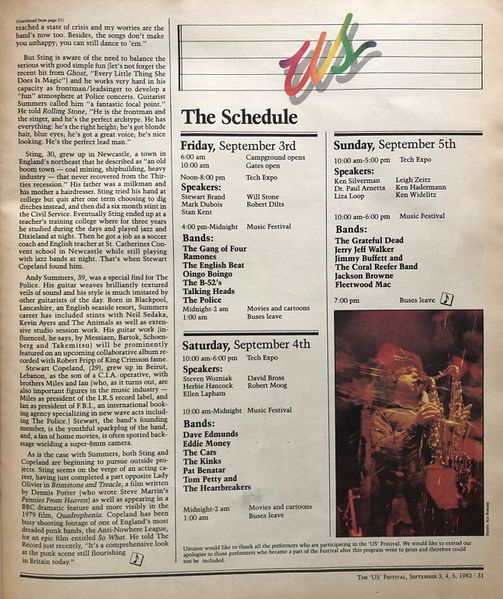 (Continued from page 21)
reached a state of crisis and my worries are the
band's now too. Besides, the songs don't make
you unhappy; you can still dance to 'em."
But Sting is aware of the need to balance the
serious with good simple fun [let's not forget the
recent hit from Ghost, "Every Little Thing She
Does Is Magic"] and he works very hard in his
capacity as frontman/leadsinger to develop a
"fun" atmosphere at Police concerts. Guitarist
Summers called him "a fantastic focal point."
He told Rolling Stone, "He is the frontman and
the singer, and he's the perfect archtype. He has
everything: he's the right height; he's got blonde
hair, blue eyes; he's got a great voice; he's nice
looking. He's the perfect lead man."
Sting, 30, grew up in Newcastle, a town in
England's northeast that he described as "an old
boom town — coal mining, shipbuilding, heavy
industry — that never recovered from the Thir-
ties recession." His father was a milkman and
his mother a hairdresser. Sting tried his hand at
college but quit after one term choosing to dig
ditches instead, and then did a six month stint in
the Civil Service. Eventually Sting ended up at a
teacher's training college where for three years
he studied during the days and played jazz and
Dixieland at night. Then he got a job as a soccer
coach and English teacher at St. Catherines Con-
vent school in Newcastle while still playing
with jazz bands at night. That's when Stewart
Copeland found him.
Andy Summers, 39, was a special find for The
Police. His guitar weaves brilliantly textured
veils of sound and his style is much imitated by
other guitarists of the day. Born in Blackpool,
Lancashire, an English seaside resort, Summers
career has included stints with Neil Sedaka,
Kevin Ayers and The Animals as well as exten-
sive studio session work. His guitar work [in-
fluenced, he says, by Messiaen, Bartok, Schoen-
berg and Takemitsu] will be prominently
featured on an upcoming collaborative album re-
corded with Robert Fripp of King Crimson fame.
Stewart Copeland, (29), grew up in Beirut,
Lebanon, as the son of a C.I.A. operative, with
brothers Miles and Ian (who, as it turns out, are
also important figures in the music industry —
Miles as president of the I.R.S record label, and
Ian as president of F.B.I., an international book-
ing agency specializing in new wave acts includ-
ing The Police.) Stewart, the band's founding
member, is the youthful sparkplug of the band,
and, a fan of home movies, is often spotted back-
stage wielding a super-8mm camera.
As is the case with Summers, both Sting and
Copeland are beginning to pursue outside pro-
jects. Sting seems on the verge of an acting ca-
reer, having just completed a part opposite Lady
Olivier in Brimstone and Treacle, a film written
by Dennis Potter (who wrote Steve Martin's
Pennies From Heaven) as well as appearing in a
BBC dramatic feature and more visibly in the
1979 film, Quadrophenia. Copeland has been
busy shooting footage of one of England's most
dreaded punk bands, the Anti-Nowhere League,
for an epic film entitled So What. He told The
Record just recently, "It's a comprehensive look
at the punk scene still flourishing
in Britain today."
US
The Schedule
Friday, September 3rd
6:00 am Campground opens
10:00 am Gates open
Noon-8:00 pm Tech Expo
Speakers:
Stewart Brand Will Stone
Mark Dubois Robert Dilts
Stan Kent
4:00 pm-Midnight Music Festival
Bands:
The Gang of Four
Ramones
The English Beat
Oingo Boingo
The B-52's
Talking Heads
The Police
Midnight-2 am Movies and cartoons
1:00 am Buses leave
Saturday, September 4th
10:00 am-6:00 pm Tech Expo
Speakers:
Steven Wozniak David Bross
Herbie Hancock Robert Moog
Ellen Lapham
10:00 am-Midnight Music Festival
Bands:
Dave Edmunds
Eddie Money
The Cars
The Kinks
Pat Benatar
Tom Petty and
The Heartbreakers
Midnight-2 am Movies and cartoons
1:00 am Buses leave
Sunday, September 5th
10:00 am-5:00 pm Tech Expo
Speakers:
Ken Silverman Leigh Zeitz
Dr. Paul Ametta Ken Hadermann
Liza Loop Ken Widelitz
10:00 am-6:00 pm Music Festival
Bands:
The Grateful Dead
Jerry Jeff Walker
Jimmy Buffett and
The Coral Reefer Band
Jackson Browne
Fleetwood Mac
7:00 pm Buses leave
Unuson would like to thank all the performers who are participating in the 'US' Festival. We would like to extend our
apologies to those performers who became a part of the Festival after this program went to press and therefore could
not be included.
The 'US' Festival, September 3, 4, 5, 1982 · 31